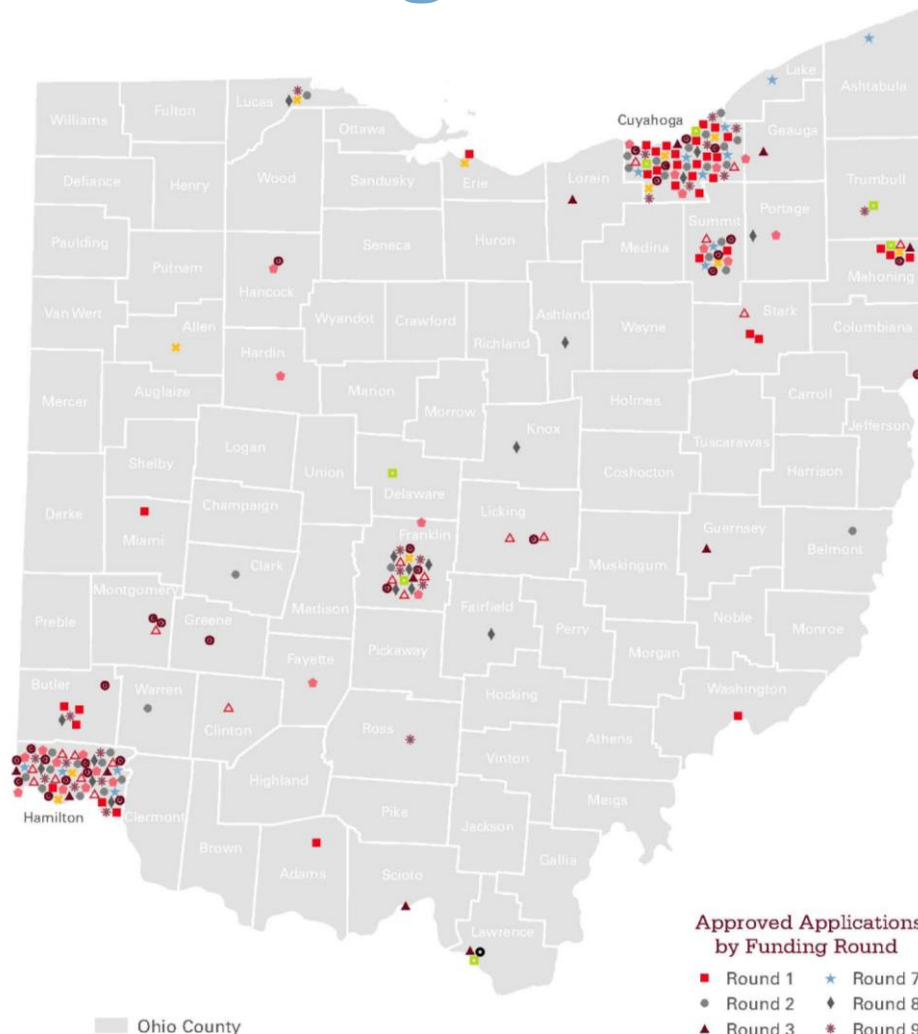 Cuyahoga
Lake
Ashtabula
Williams
Fulton
Lucas
Ottawa
Geauga
Defiance
Henry
Wood
Sandusky
Erie
Lorain
Trumbull
Paulding
Seneca
Huron
Medina
Summit
Portage
Putnam
Hancock
Mahoning
Van Wert
Allen
Wyandot
Crawford
Richland
Ashland
Wayne
Stark
Columbiana
Hardin
Mercer
Auglaize
Marion
Morrow
Holmes
Carroll
Jefferson
Shelby
Logan
Union
Knox
Coshocton
Tuscarawas
Harrison
Delaware
Darke
Champaign
Licking
Miami
Franklin
Guernsey
Belmont
Clark
Muskingum
Montgomery
Madison
Fairfield
Preble
Greene
Noble
Monroe
Perry
Pickaway
Morgan
Fayette
Butler
Warren
Hocking
Washington
Clinton
Ross
Athens
Vinton
Highland
Meigs
Hamilton
Clermont
Pike
Jackson
Brown
Adams
Scioto
Gallia
Lawrence
Approved Applications
by Funding Round
Round 1
Round 7
Round 2
Round 8
Round 3
Round 9
Ohio County